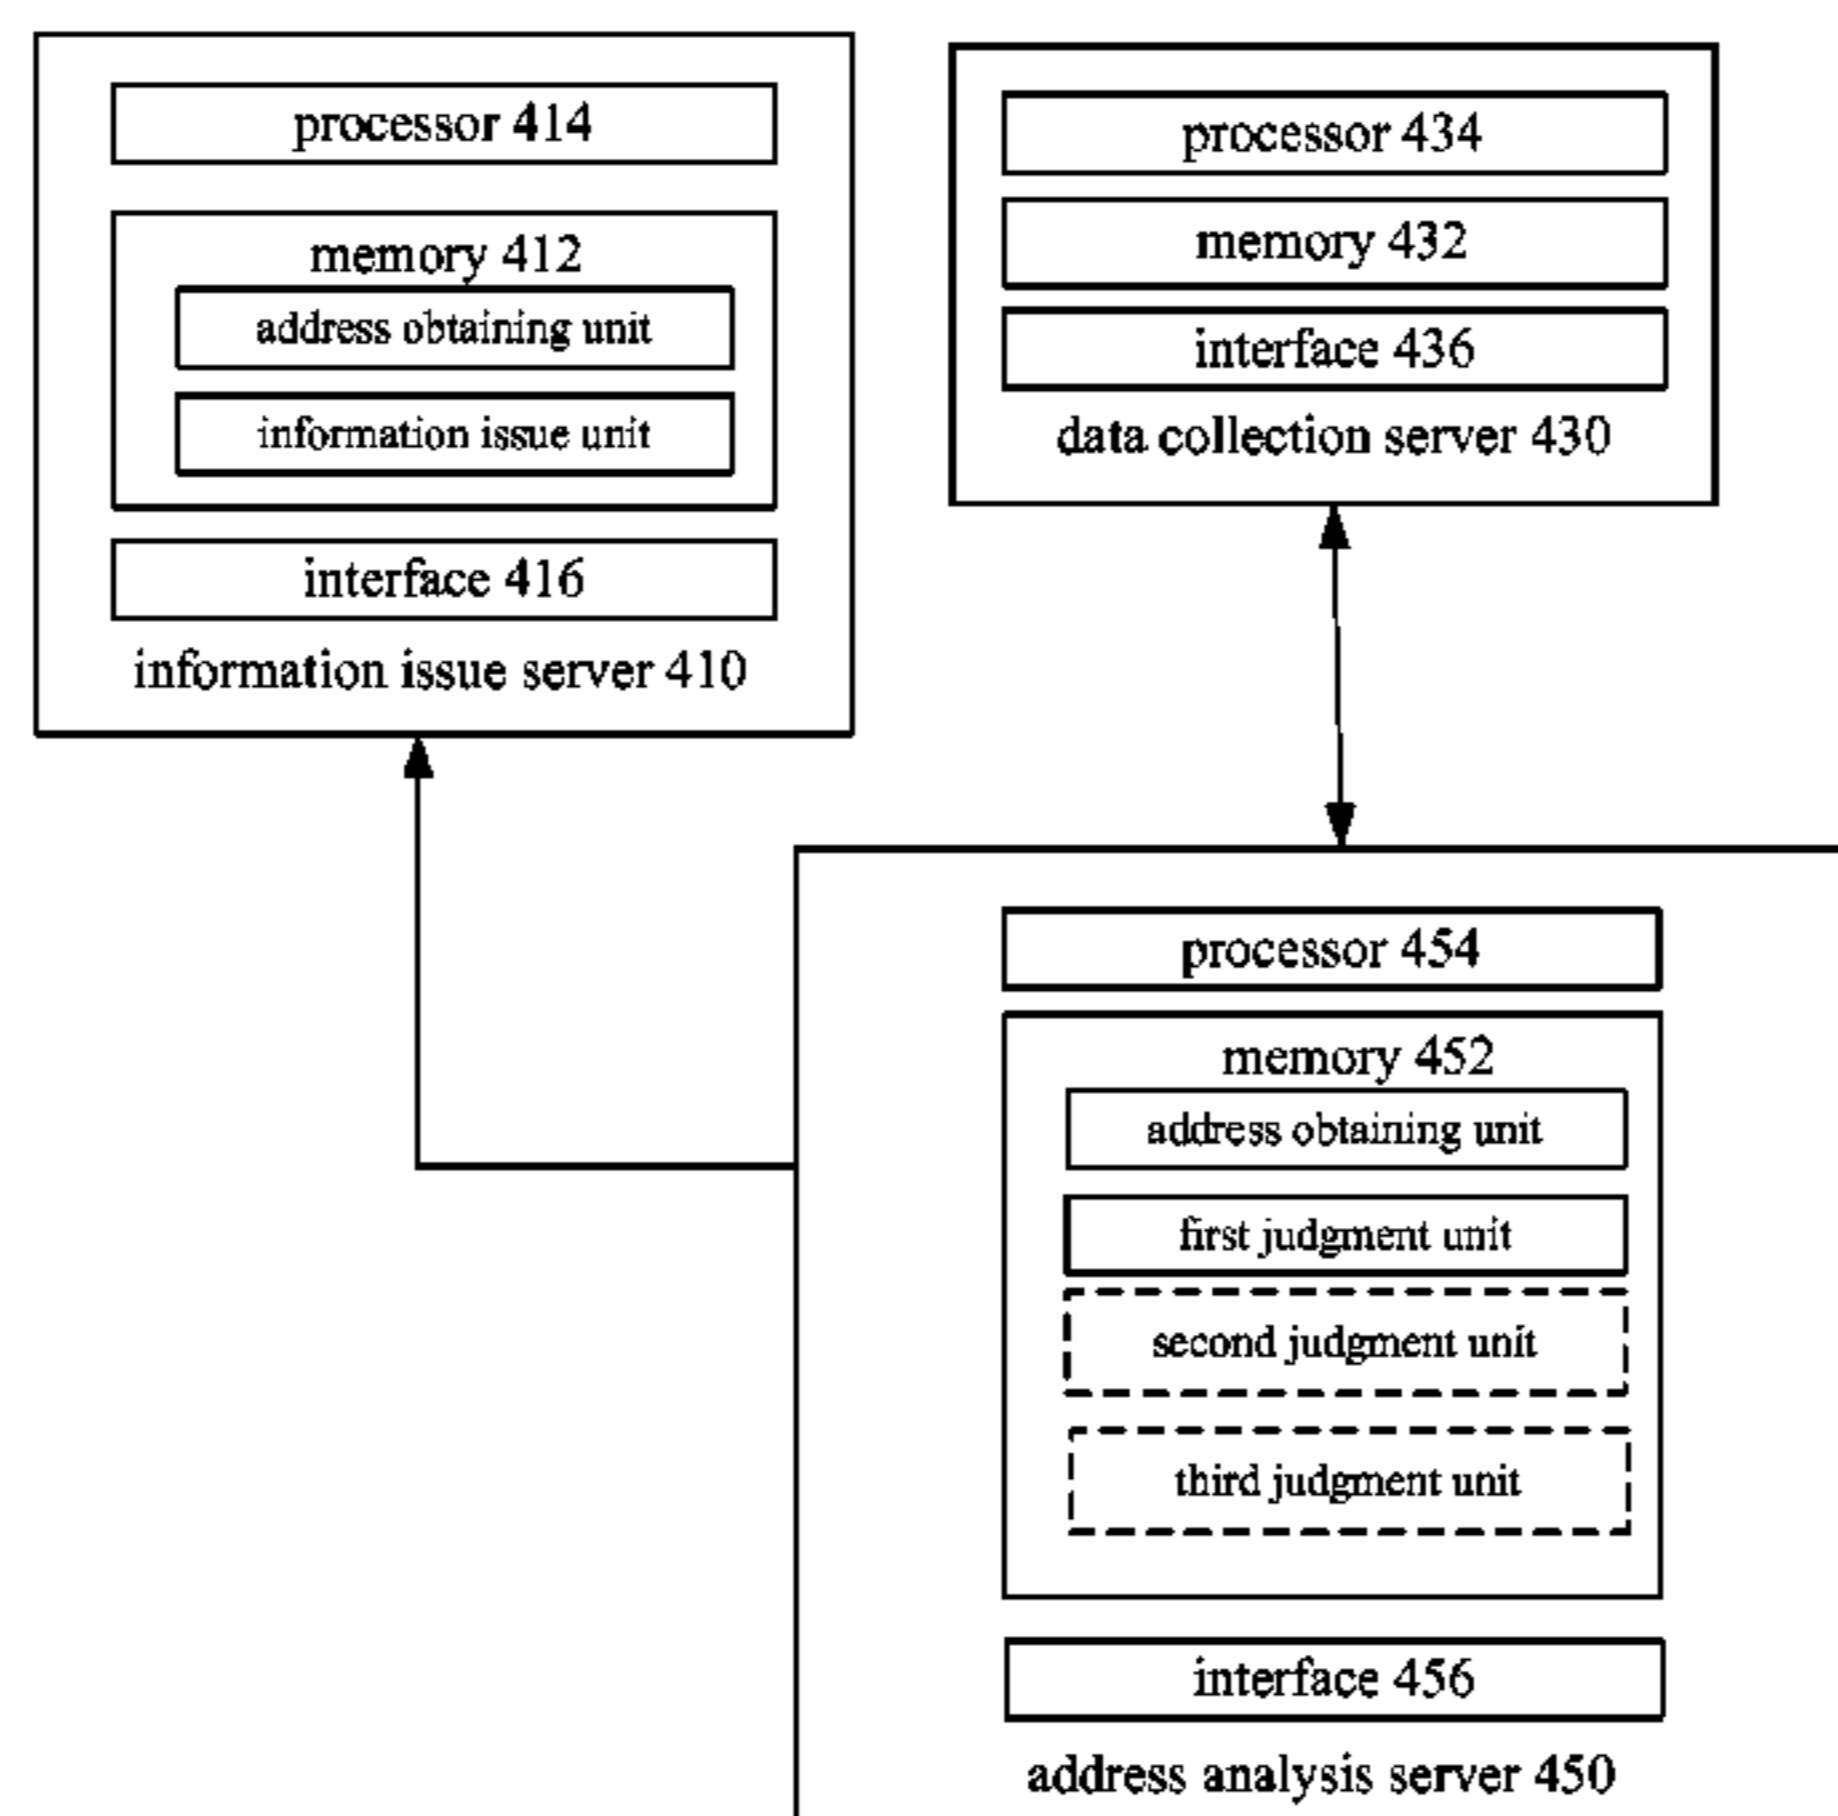 processor 414
memory 412
address obtaining unit
information issue unit
interface 416
information issue server 410
processor 434
memory 432
interface 436
data collection server 430
processor 454
memory 452
address obtaining unit
first judgment unit
second judgment unit
third judgment unit
interface 456
address analysis server 450